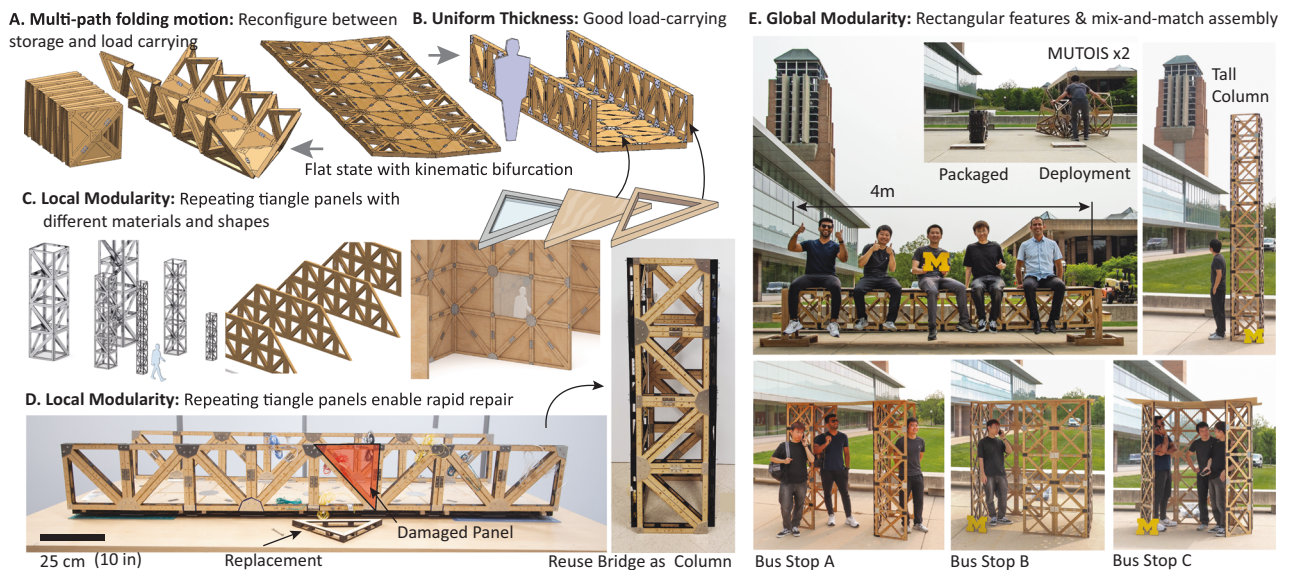 A. Multi-path folding motion: Reconfigure between
storage and load carrying
B. Uniform Thickness: Good load-carrying
Flat state with kinematic bifurcation
C. Local Modularity: Repeating tiangle panels with
different materials and shapes
D. Local Modularity: Repeating tiangle panels enable rapid repair
Damaged Panel
25 cm (10 in)
Replacement
Reuse Bridge as Column
E. Global Modularity: Rectangular features & mix-and-match assembly
MUTOIS x2
Packaged
Deployment
4m
M
Tall
Column
M
Bus Stop A
M
Bus Stop B
M
Bus Stop C